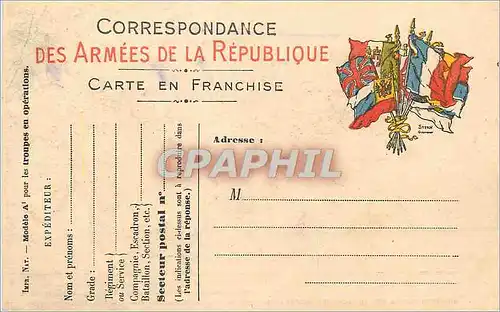 CORRESPONDANCE
DES ARMÉES DE LA RÉPUBLIQUE
CARTE EN FRANCHISE
Adresse :
M
Imp. Nat. — Modèle A¹ pour les troupes en opérations.
EXPÉDITEUR :
Nom et prénoms :
Grade :
Régiment
ou Service
Compagnie, Escadron,
Bataillon, Section, etc.
Secteur postal n°
(Les indications ci-dessus sont à reproduire dans
l'adresse de la réponse.)
CPAPHIL